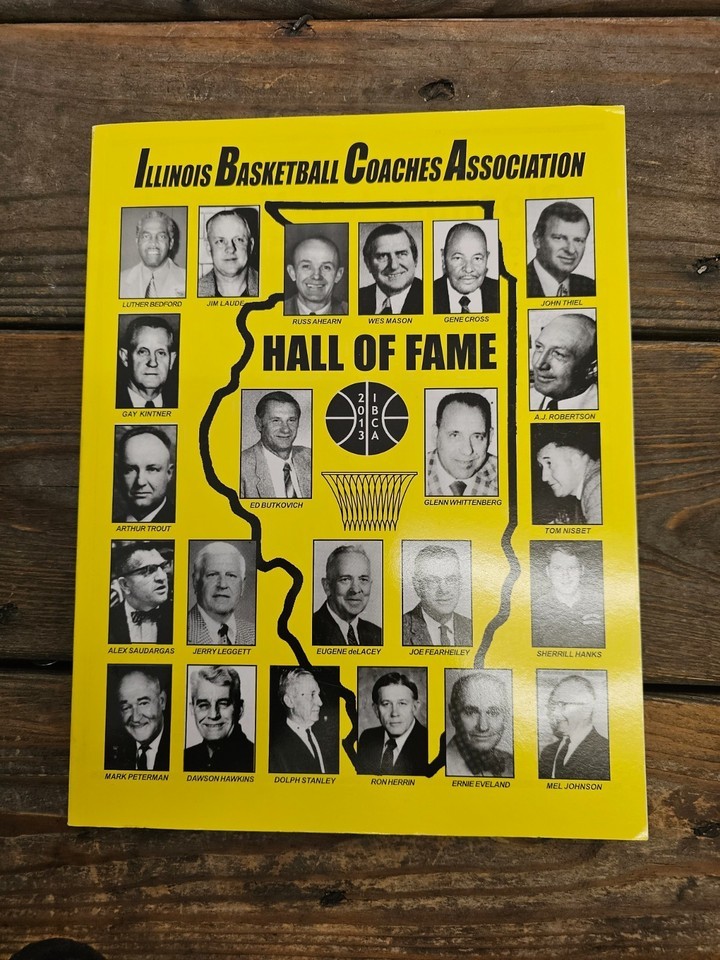 ILLINOIS BASKETBALL COACHES ASSOCIATION
LUTHER BEDFORD
JIM LAUDE
RUSS AHEARN
WES MASON
GENE CROSS
JOHN THIEL
HALL OF FAME
GAY KINTNER
A.J. ROBERTSON
2013
IBCA
ED BUTKOVICH
GLENN WHITTENBERG
ARTHUR TROUT
TOM NISBET
ALEX SAUDARGAS
JERRY LEGGETT
EUGENE deLACEY
JOE FEARHEILEY
SHERRILL HANKS
MARK PETERMAN
DAWSON HAWKINS
DOLPH STANLEY
RON HERRIN
ERNIE EVELAND
MEL JOHNSON